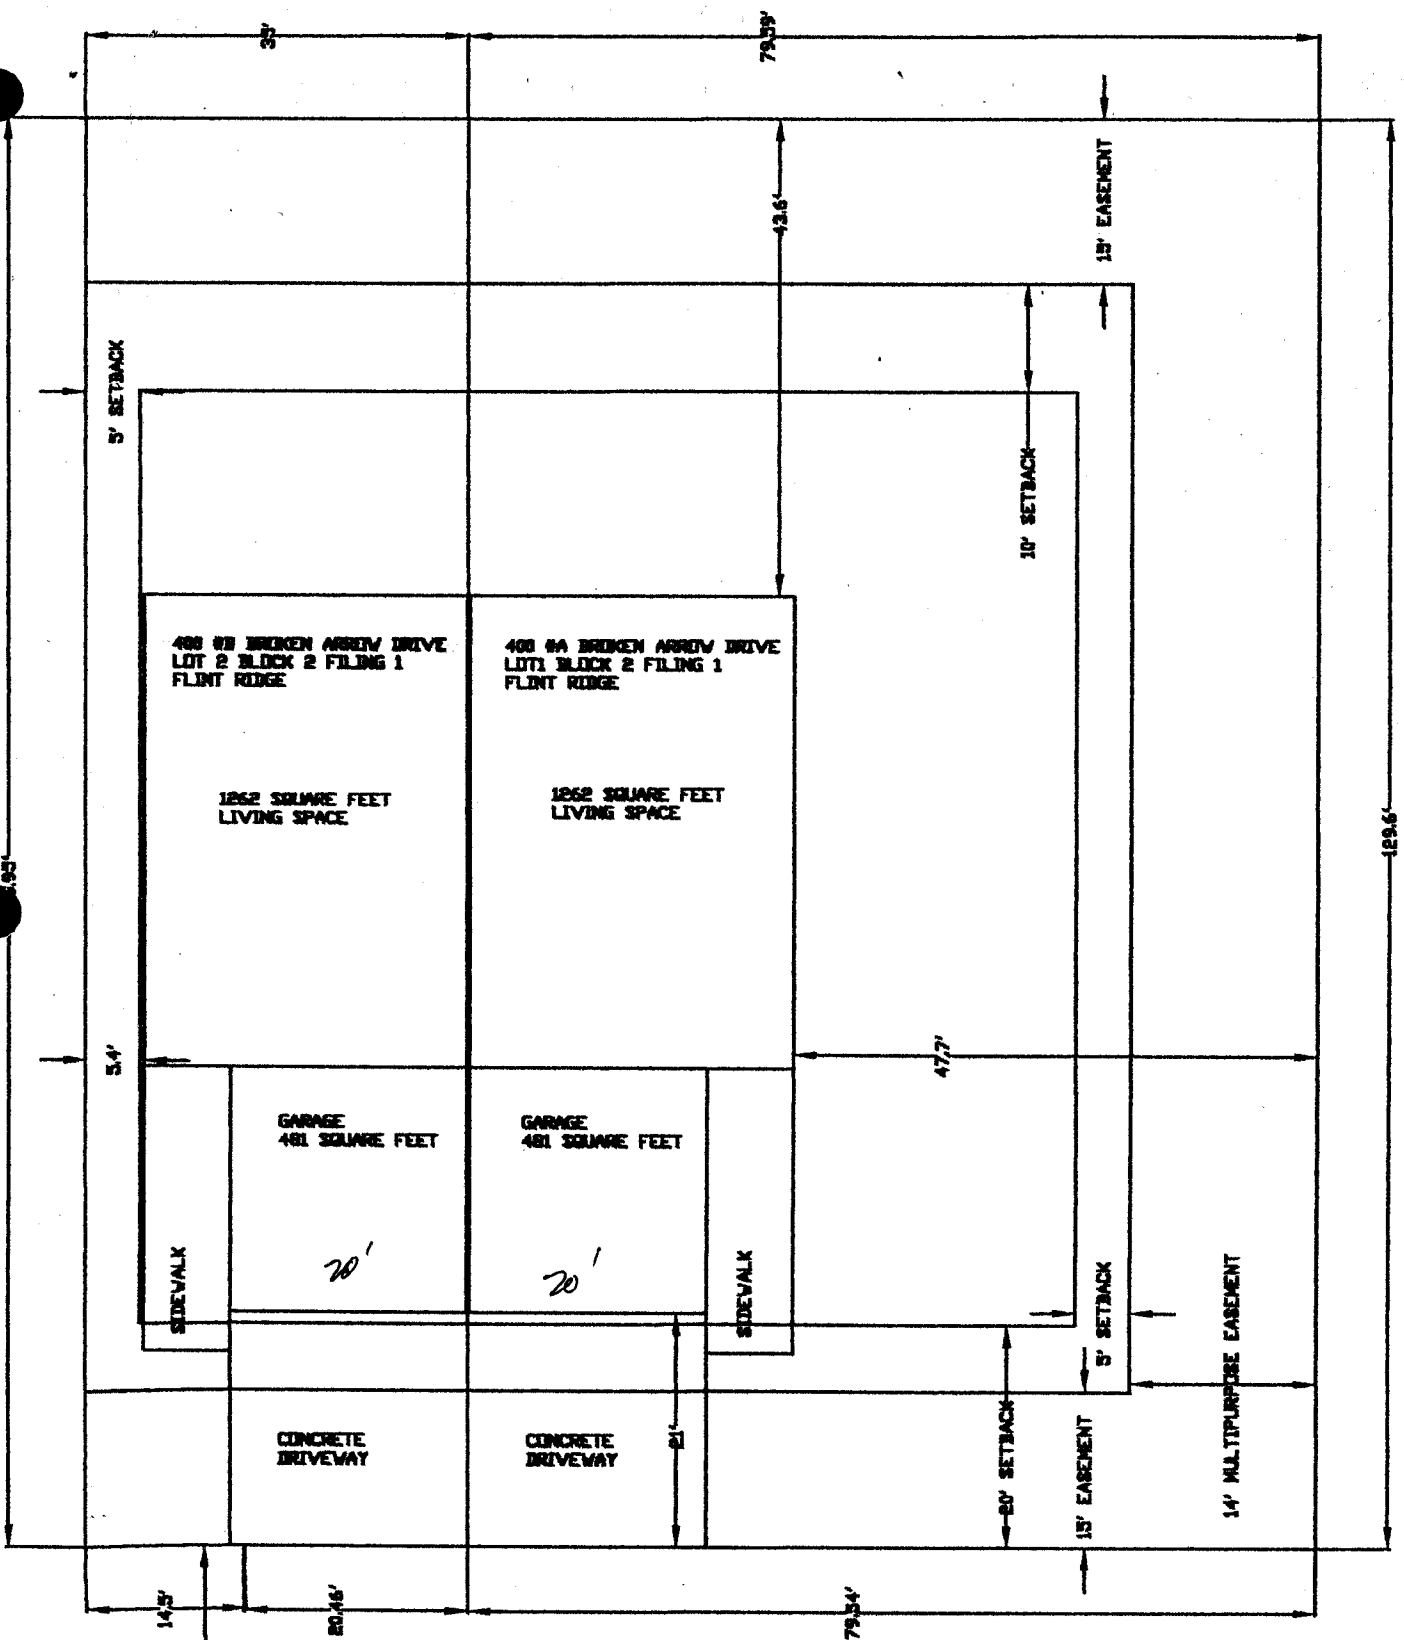 35'
79.59'
15' EASEMENT
43.6'
5' SETBACK
10' SETBACK
408 #B BROKEN ARROW DRIVE
LOT 2 BLOCK 2 FILING 1
FLINT RIDGE
408 #A BROKEN ARROW DRIVE
LOT1 BLOCK 2 FILING 1
FLINT RIDGE
1262 SQUARE FEET
LIVING SPACE
1262 SQUARE FEET
LIVING SPACE
129.6'
5.4'
47.7'
GARAGE
481 SQUARE FEET
GARAGE
481 SQUARE FEET
20'
20'
SIDEWALK
SIDEWALK
5' SETBACK
14' MULTIPURPOSE EASEMENT
CONCRETE
DRIVEWAY
CONCRETE
DRIVEWAY
21'
20' SETBACK
15' EASEMENT
14.5'
20.46'
79.54'